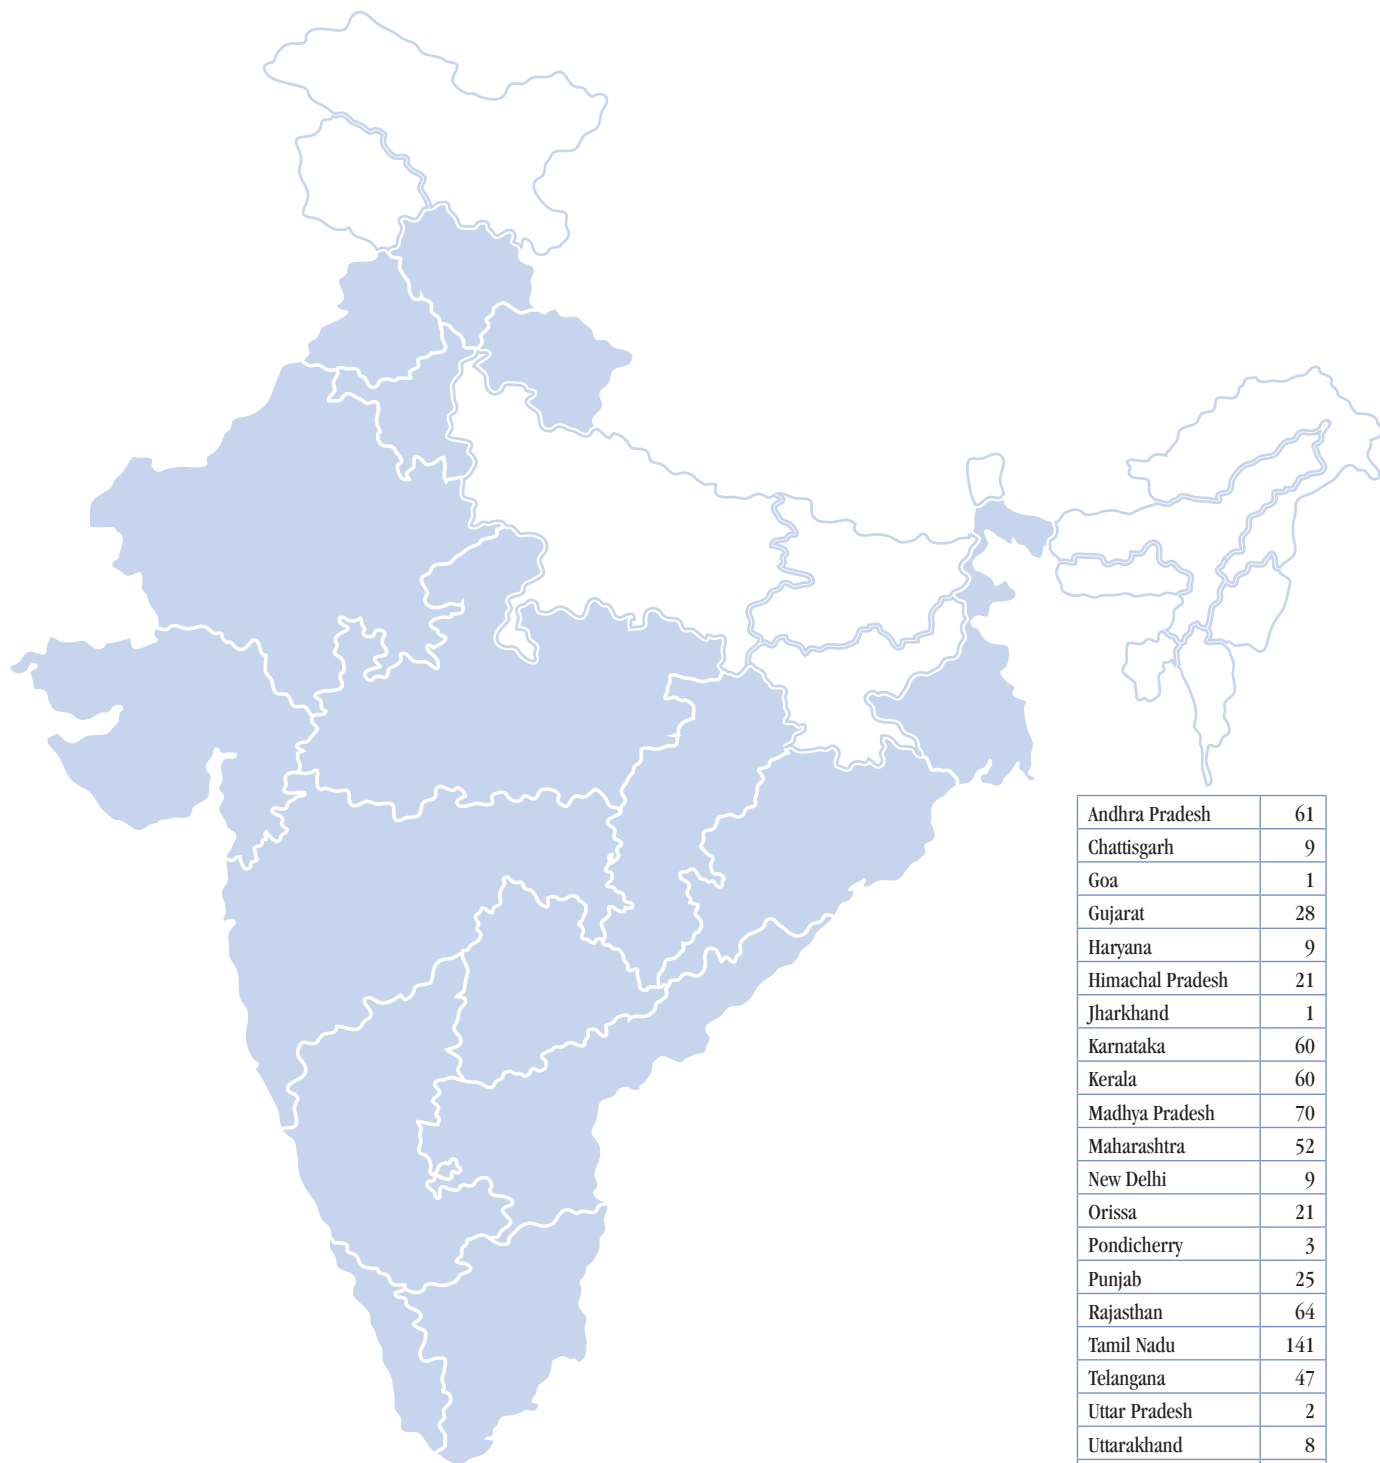 Andhra Pradesh 61
Chattisgarh 9
Goa 1
Gujarat 28
Haryana 9
Himachal Pradesh 21
Jharkhand 1
Karnataka 60
Kerala 60
Madhya Pradesh 70
Maharashtra 52
New Delhi 9
Orissa 21
Pondicherry 3
Punjab 25
Rajasthan 64
Tamil Nadu 141
Telangana 47
Uttar Pradesh 2
Uttarakhand 8